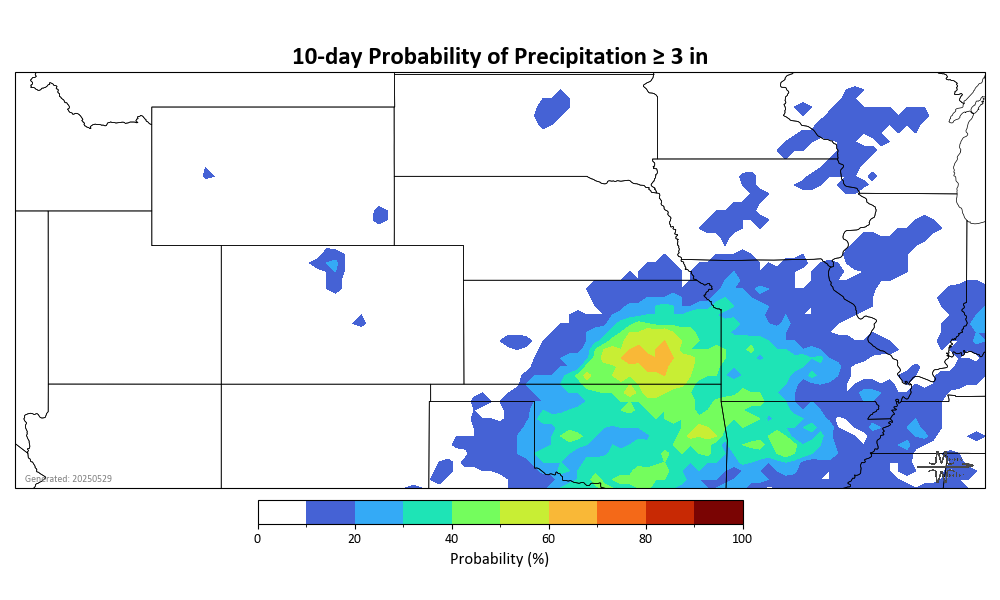 10-day Probability of Precipitation ≥ 3 in
Generated: 20250529
0 20 40 60 80 100
Probability (%)